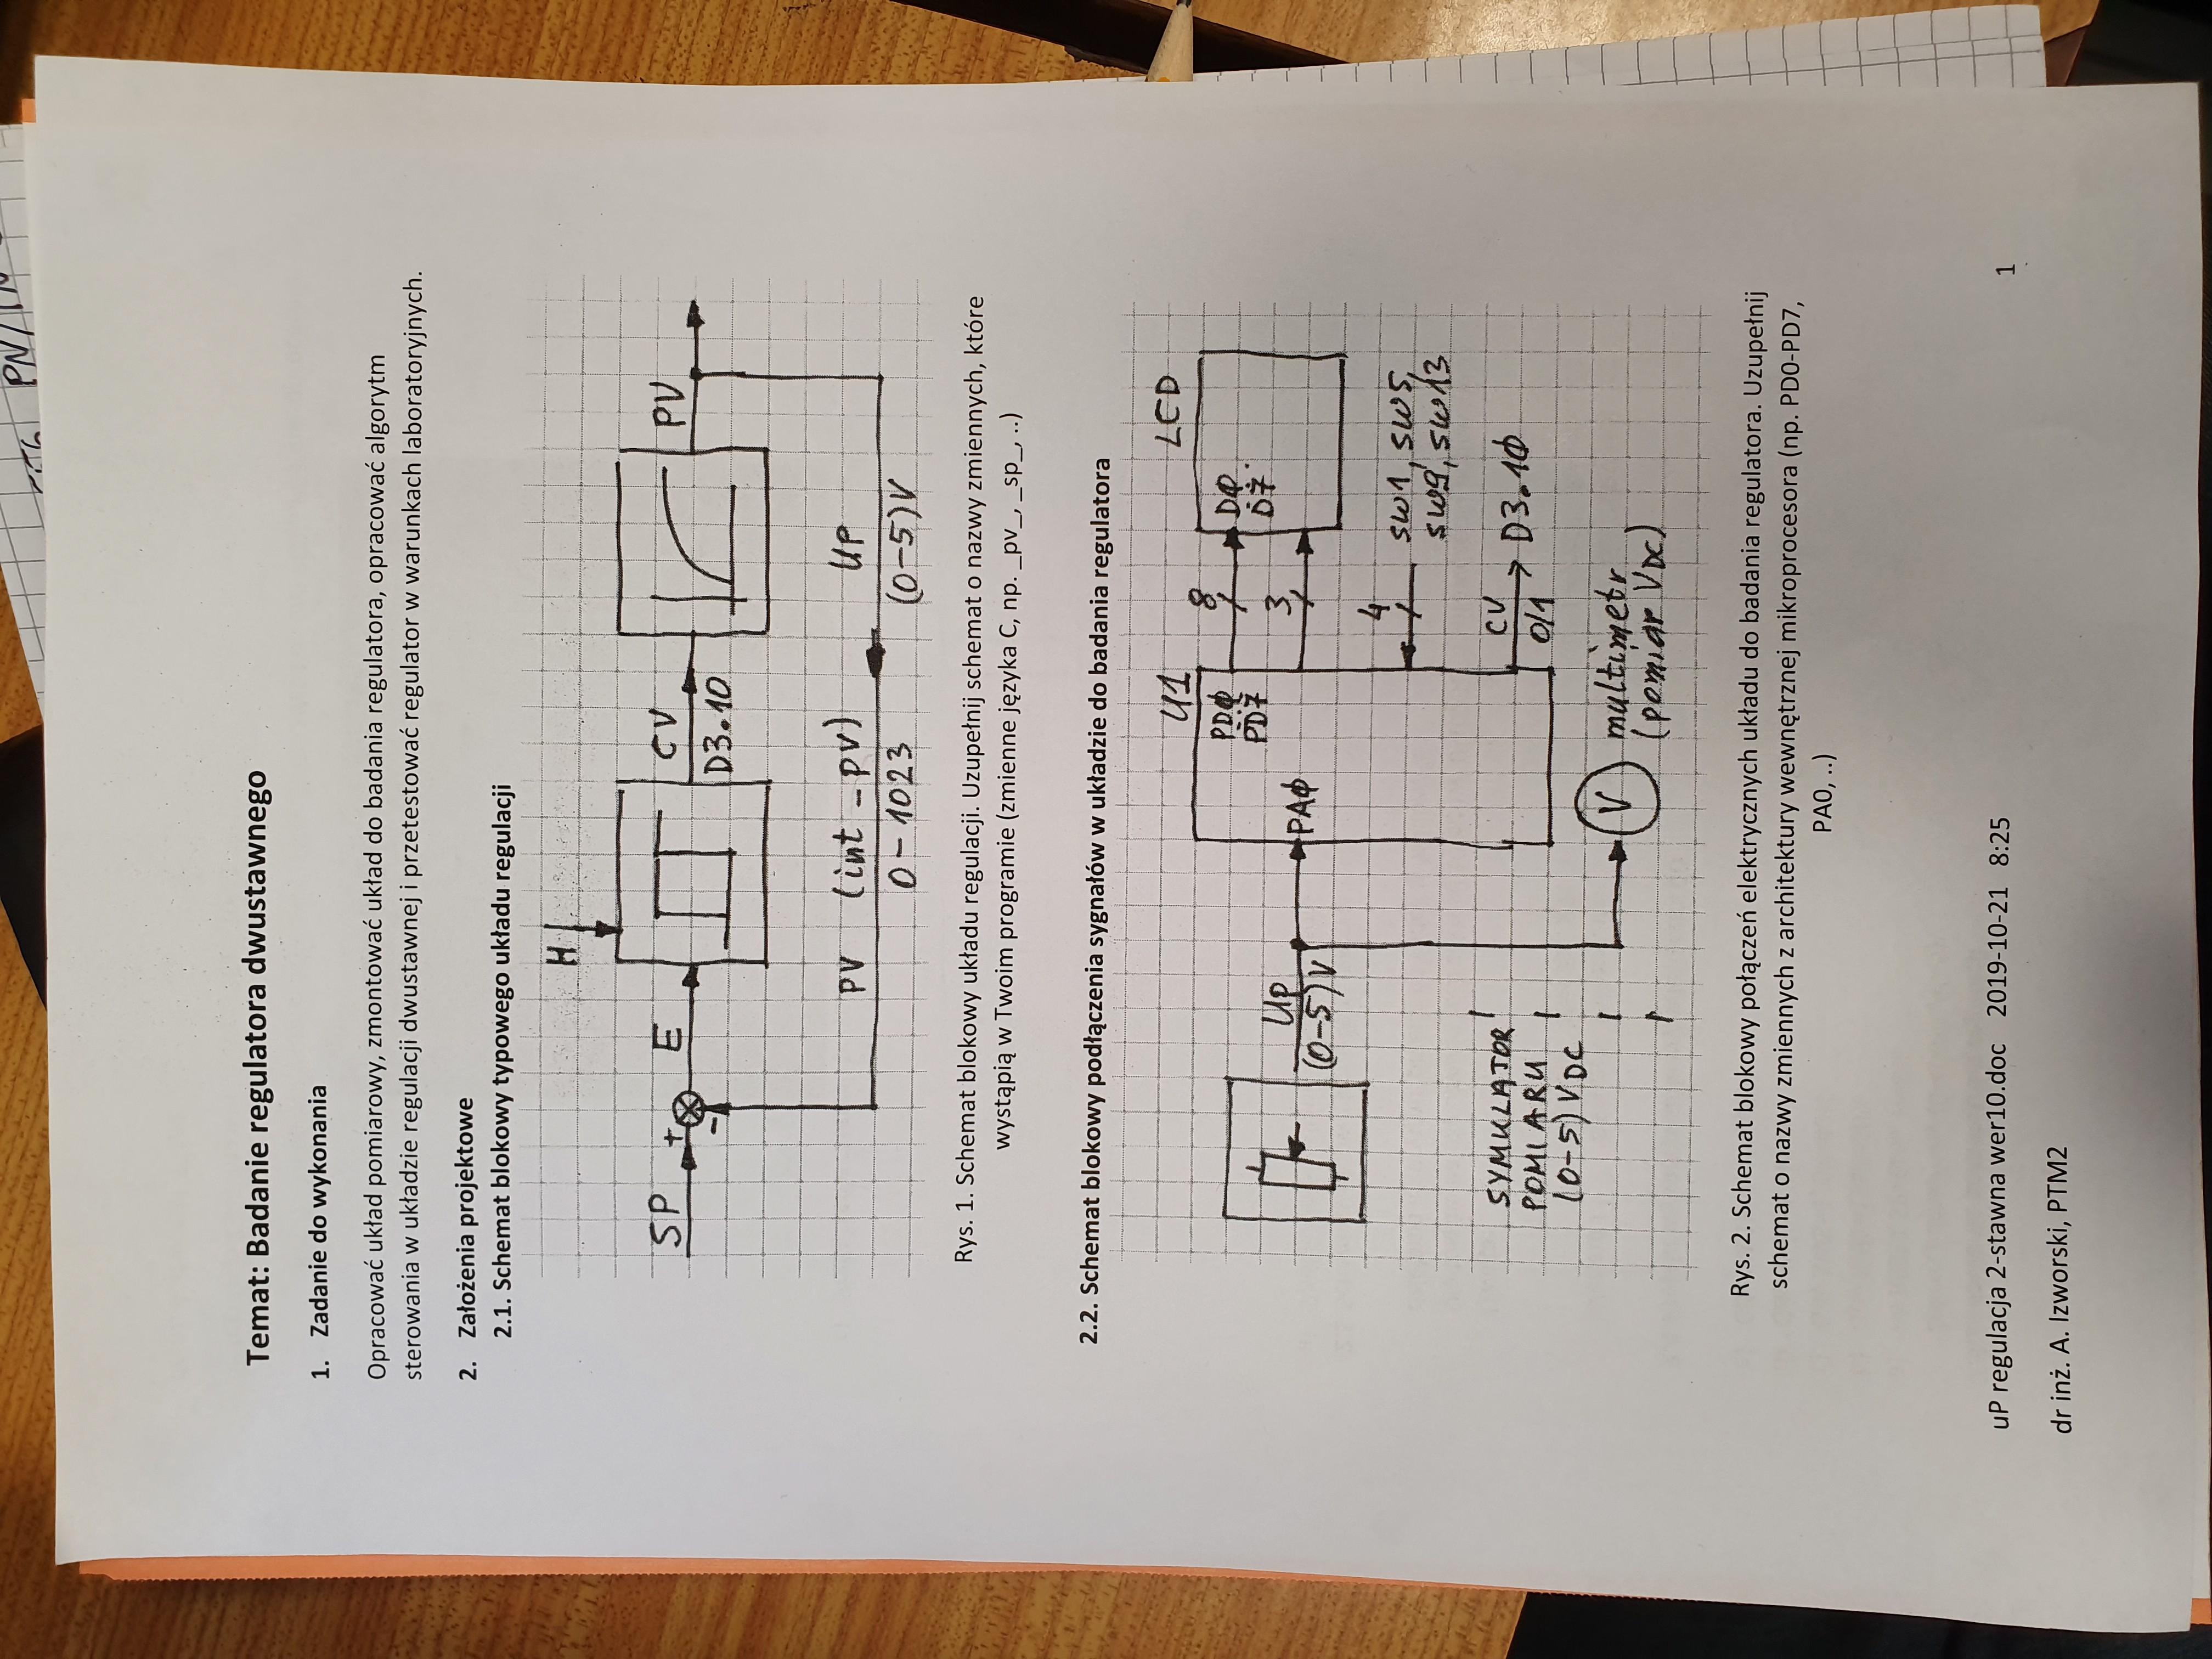 PN/
Temat: Badanie regulatora dwustawnego
1. Zadanie do wykonania
Opracować układ pomiarowy, zmontować układ do badania regulatora, opracować algorytm
sterowania w układzie regulacji dwustawnej i przetestować regulator w warunkach laboratoryjnych.
2. Założenia projektowe
2.1. Schemat blokowy typowego układu regulacji
H
SP + - E CV PV
D3.10
PV (int _pv) UP
0-1023 (0-5)V
Rys. 1. Schemat blokowy układu regulacji. Uzupełnij schemat o nazwy zmiennych, które
wystąpią w Twoim programie (zmienne języka C, np. _pv_, _sp_, ..)
2.2. Schemat blokowy podłączenia sygnałów w układzie do badania regulatora
U1 LCD
PDφ 8 Dφ
PD7 D7
UP PAφ 3
(0-5)V
4 SW1, SW5,
SW9, SW13
SYMULATOR CV D3.1φ
POMIARU 0/1
(0-5) VDC
V multimetr
(pomiar VDC)
Rys. 2. Schemat blokowy połączeń elektrycznych układu do badania regulatora. Uzupełnij
schemat o nazwy zmiennych z architektury wewnętrznej mikroprocesora (np. PD0-PD7,
PA0, ..)
uP regulacja 2-stawna wer10.doc 2019-10-21 8:25 1
dr inż. A. Izworski, PTM2